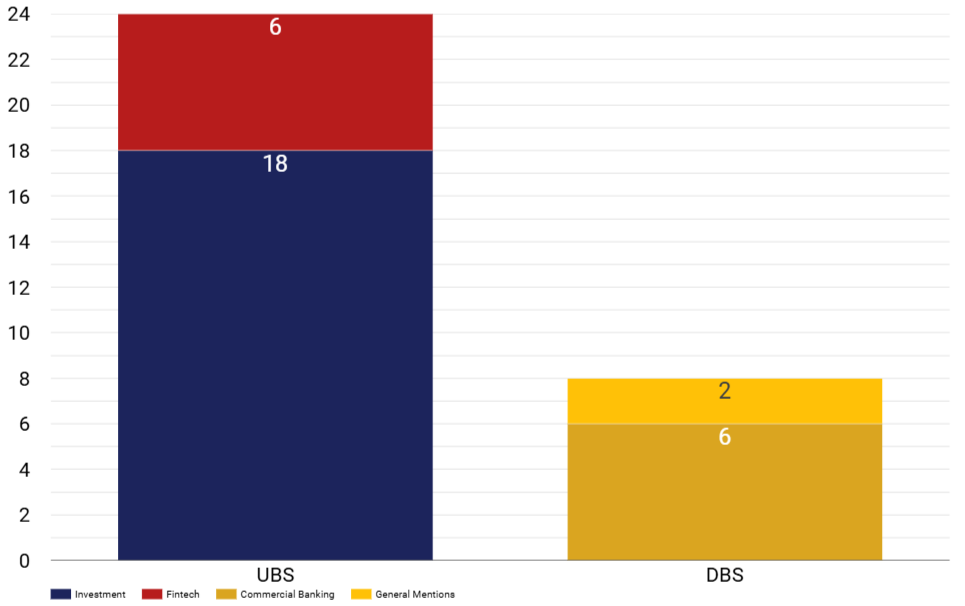 24
22
20
18
16
14
12
10
8
6
4
2
0
6
18
2
6
UBS
DBS
Investment
Fintech
Commercial Banking
General Mentions